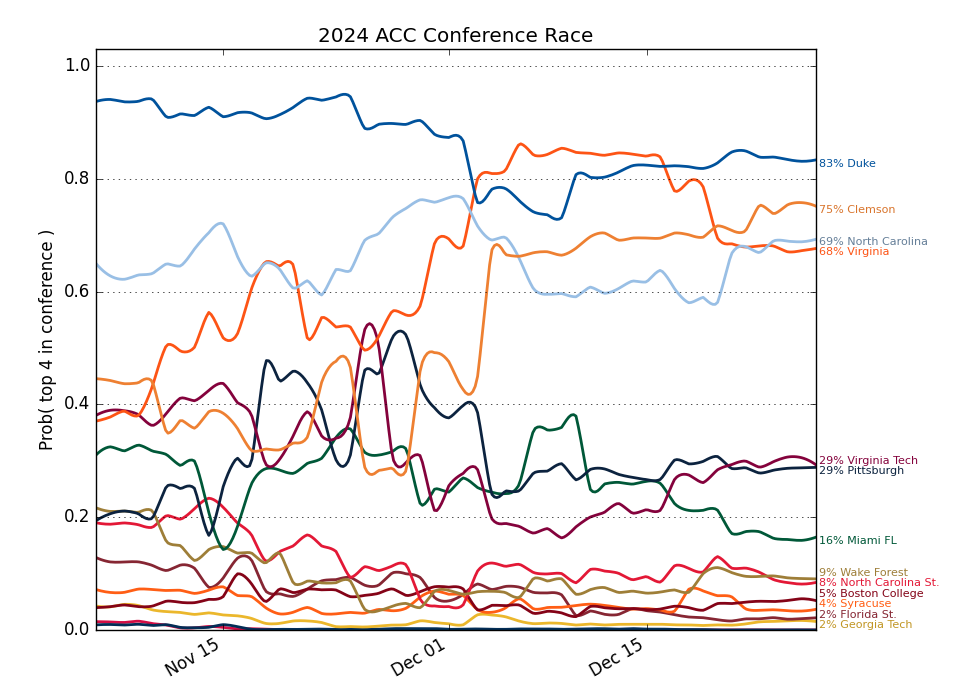 2024 ACC Conference Race
Prob( top 4 in conference )
1.0
0.8
0.6
0.4
0.2
0.0
Nov 15
Dec 01
Dec 15
83% Duke
75% Clemson
69% North Carolina
68% Virginia
29% Virginia Tech
29% Pittsburgh
16% Miami FL
9% Wake Forest
8% North Carolina St.
5% Boston College
4% Syracuse
2% Florida St.
2% Georgia Tech